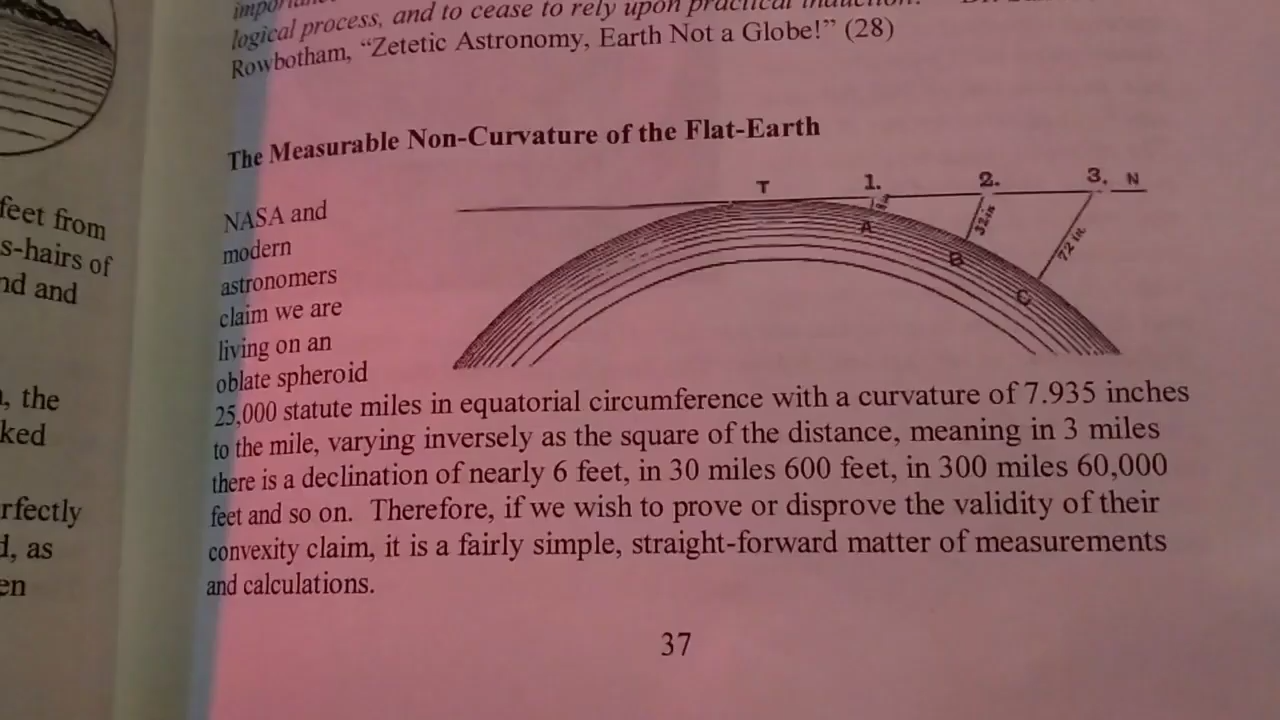 logical process, and to cease to rely upon practical
Rowbotham, “Zetetic Astronomy, Earth Not a Globe!” (28)
The Measurable Non-Curvature of the Flat-Earth
T 1. 2. 3. N
32 in
72 in
A
B
C
NASA and
modern
astronomers
claim we are
living on an
oblate spheroid
25,000 statute miles in equatorial circumference with a curvature of 7.935 inches
to the mile, varying inversely as the square of the distance, meaning in 3 miles
there is a declination of nearly 6 feet, in 30 miles 600 feet, in 300 miles 60,000
feet and so on. Therefore, if we wish to prove or disprove the validity of their
convexity claim, it is a fairly simple, straight-forward matter of measurements
and calculations.
37
feet from
s-hairs of
nd and
, the
ked
rfectly
d, as
en